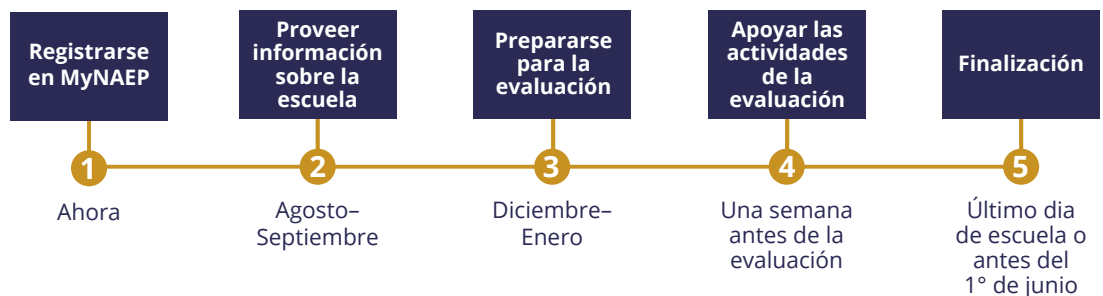 Registrarse
en MyNAEP
Proveer
información
sobre la
escuela
Prepararse
para la
evaluación
Apoyar las
actividades
de la
evaluación
Finalización
1
2
3
4
5
Ahora
Agosto–
Septiembre
Diciembre–
Enero
Una semana
antes de la
evaluación
Último dia
de escuela o
antes del
1° de junio